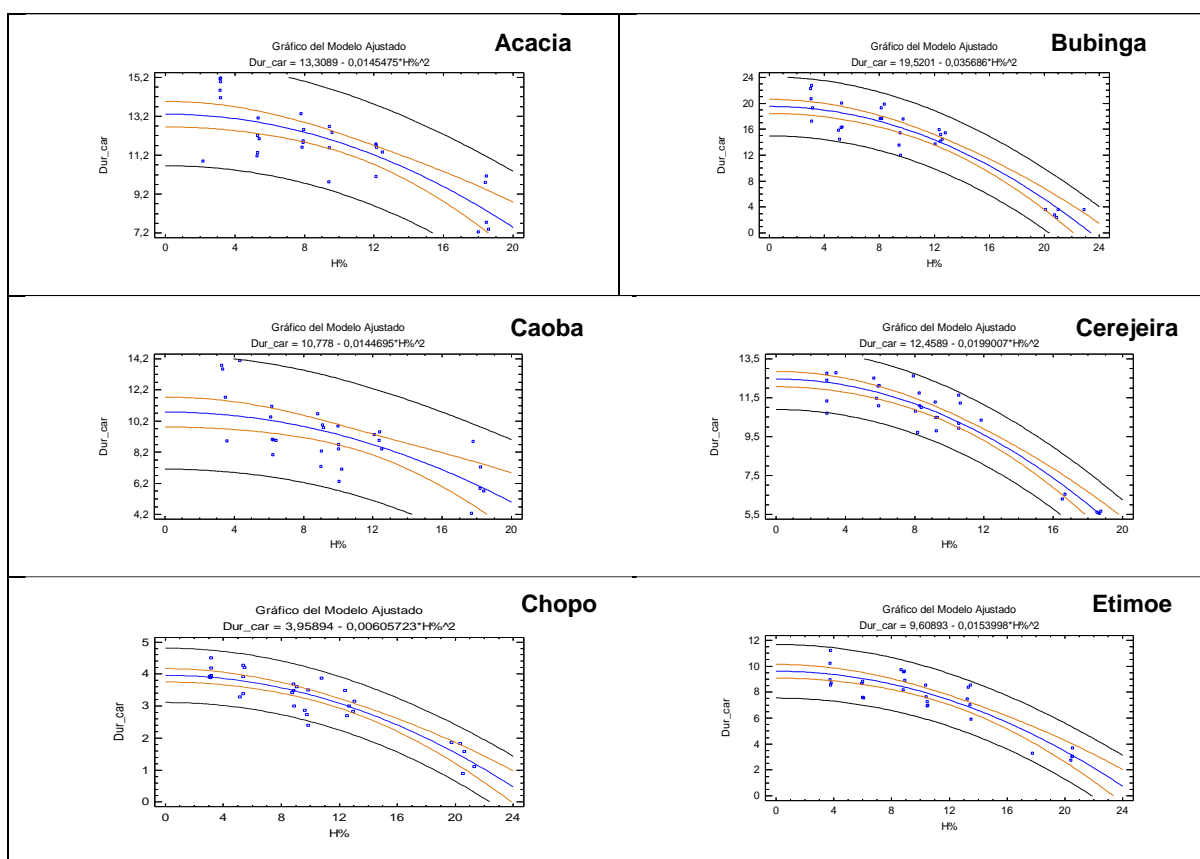 Acacia
Gráfico del Modelo Ajustado
Dur_car = 13,3089 - 0,0145475*H%^2
15,2
13,2
11,2
9,2
7,2
Dur_car
0 4 8 12 16 20
H%
Bubinga
Gráfico del Modelo Ajustado
Dur_car = 19,5201 - 0,035686*H%^2
24
20
16
12
8
4
0
Dur_car
0 4 8 12 16 20 24
H%
Caoba
Gráfico del Modelo Ajustado
Dur_car = 10,778 - 0,0144695*H%^2
14,2
12,2
10,2
8,2
6,2
4,2
Dur_car
0 4 8 12 16 20
H%
Cerejeira
Gráfico del Modelo Ajustado
Dur_car = 12,4589 - 0,0199007*H%^2
13,5
11,5
9,5
7,5
5,5
Dur_car
0 4 8 12 16 20
H%
Chopo
Gráfico del Modelo Ajustado
Dur_car = 3,95894 - 0,00605723*H%^2
5
4
3
2
1
0
Dur_car
0 4 8 12 16 20 24
H%
Etimoe
Gráfico del Modelo Ajustado
Dur_car = 9,60893 - 0,0153998*H%^2
12
10
8
6
4
2
0
Dur_car
0 4 8 12 16 20 24
H%